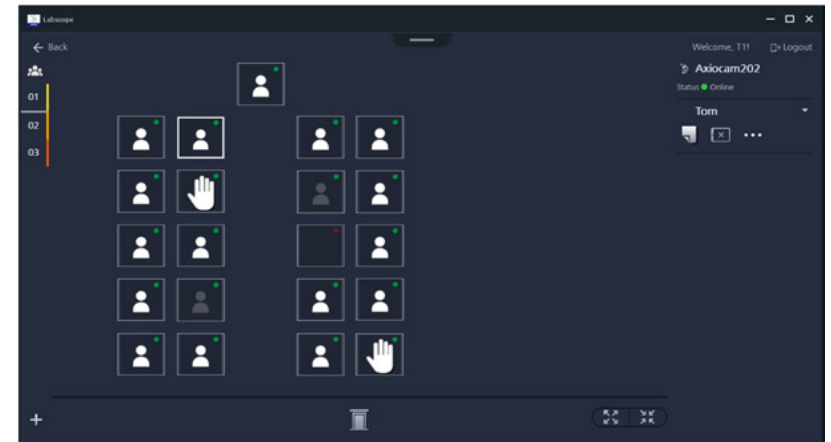 Labscope
Back
Welcome, T1!
Logout
Axiocam202
Status Online
01
02
03
Tom